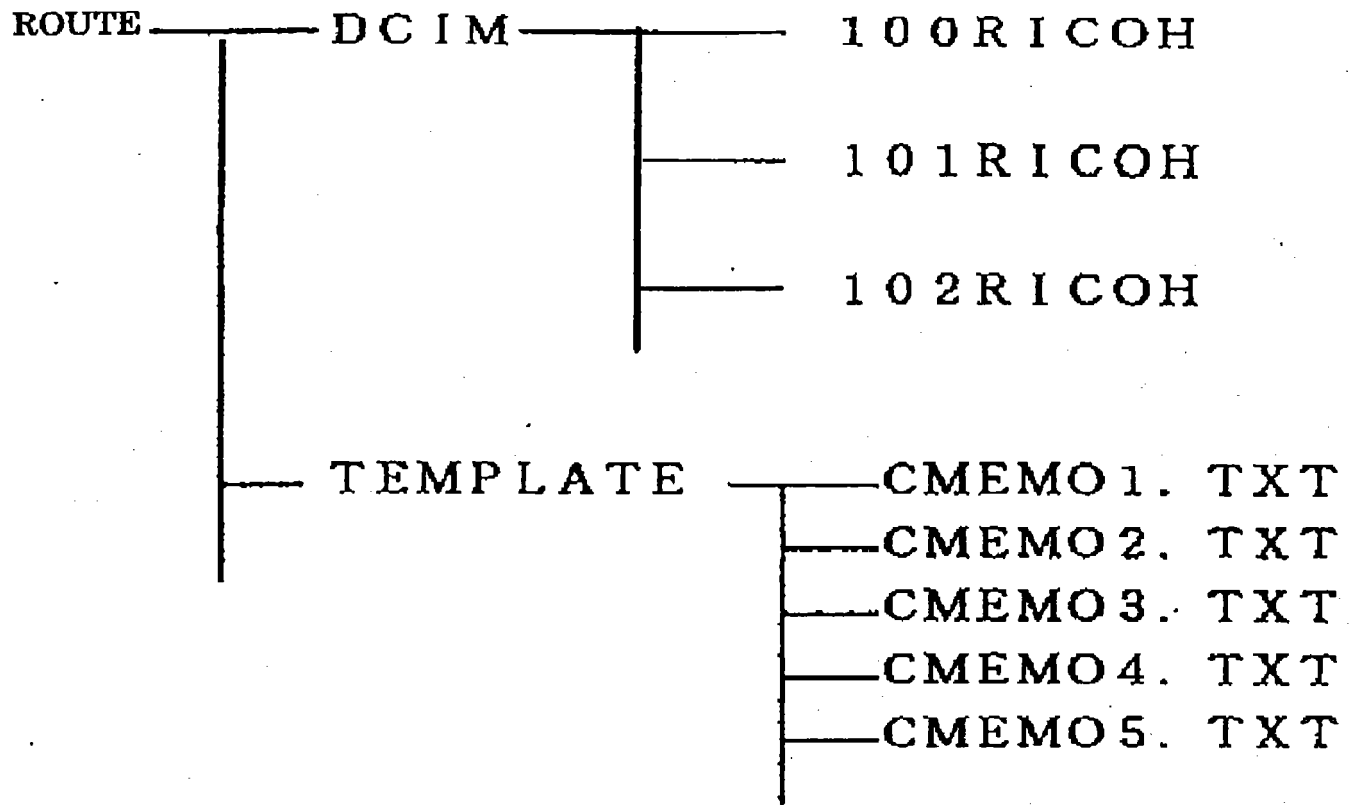 ROUTE DCIM 100RICOH
101RICOH
102RICOH
TEMPLATE CMEMO1. TXT
CMEMO2. TXT
CMEMO3. TXT
CMEMO4. TXT
CMEMO5. TXT